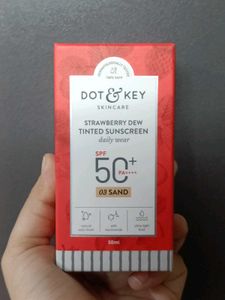 DOT & KEY
SKINCARE
STRAWBERRY DEW
TINTED SUNSCREEN
daily wear
SPF
50+
PA++++
03 SAND
50ml